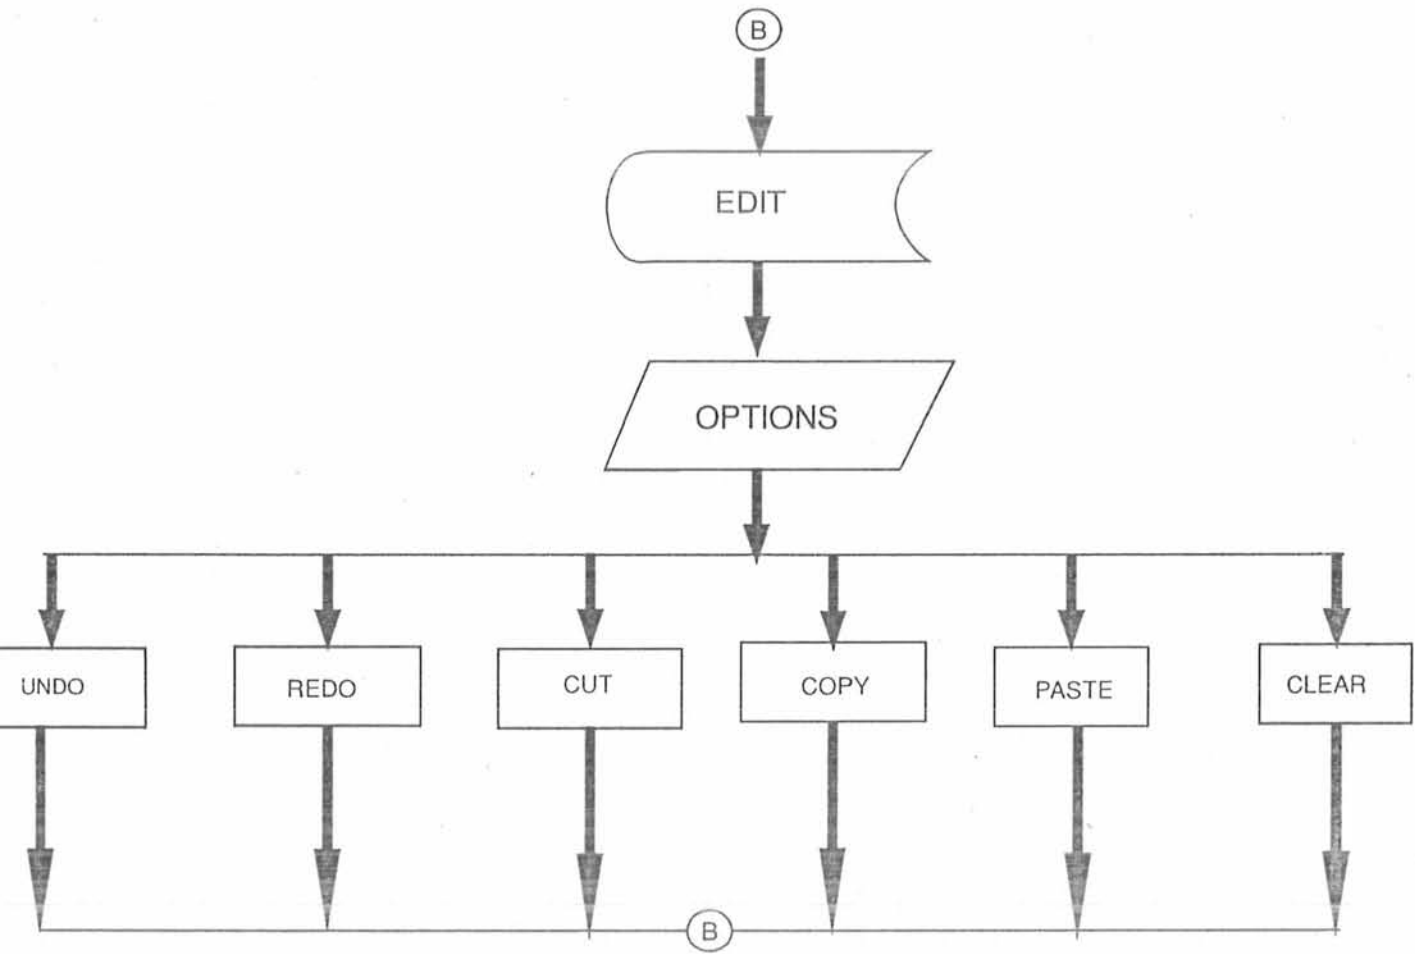 B
EDIT
OPTIONS
UNDO
REDO
CUT
COPY
PASTE
CLEAR
B